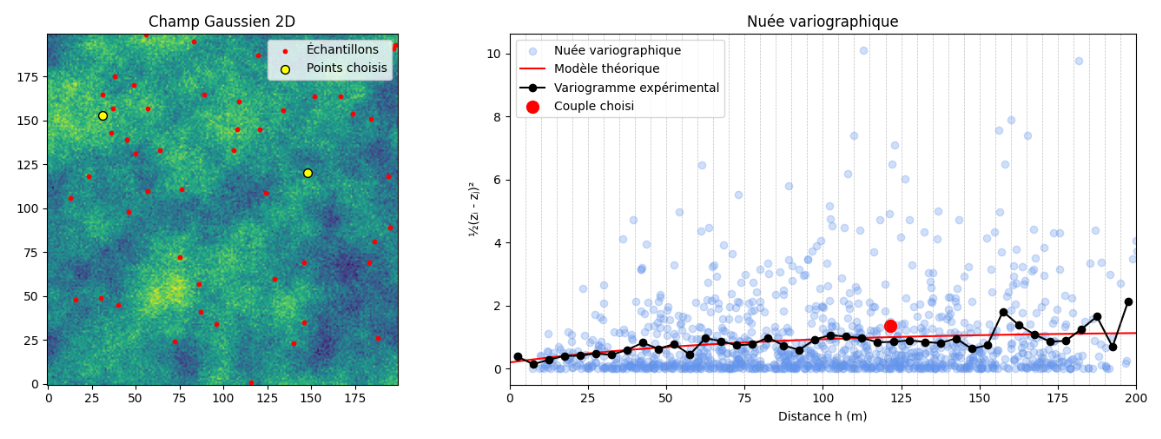 Champ Gaussien 2D
Échantillons
Points choisis
175
150
125
100
75
50
25
0
0 25 50 75 100 125 150 175
Nuée variographique
Nuée variographique
Modèle théorique
Variogramme expérimental
Couple choisi
½(zᵢ - zⱼ)²
10
8
6
4
2
0
0 25 50 75 100 125 150 175 200
Distance h (m)